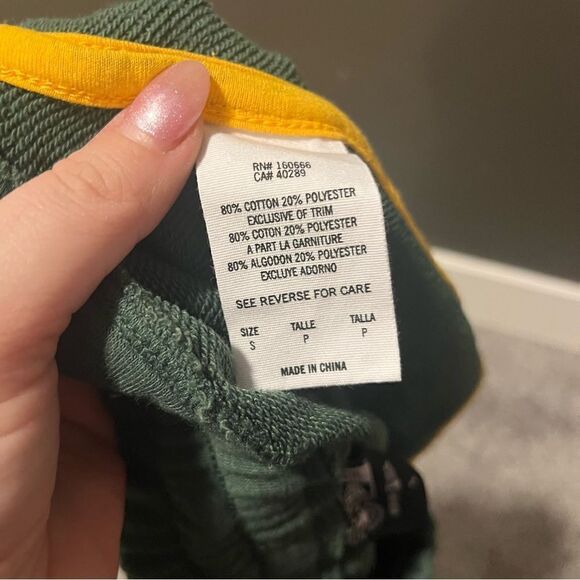 RN# 160666
CA# 40289
80% COTTON 20% POLYESTER
EXCLUSIVE OF TRIM
80% COTON 20% POLYESTER
A PART LA GARNITURE
80% ALGODON 20% POLYESTER
EXCLUYE ADORNO
SEE REVERSE FOR CARE
SIZE TALLE TALLA
S P P
MADE IN CHINA